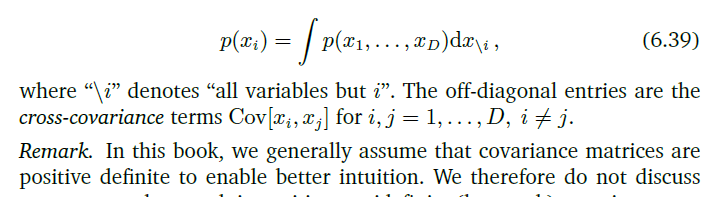 p(x_i) = ∫ p(x_1, . . . , x_D)dx_{\i} , (6.39)
where “\i” denotes “all variables but i”. The off-diagonal entries are the
cross-covariance terms Cov[x_i, x_j] for i, j = 1, . . . , D, i ≠ j.
Remark. In this book, we generally assume that covariance matrices are
positive definite to enable better intuition. We therefore do not discuss